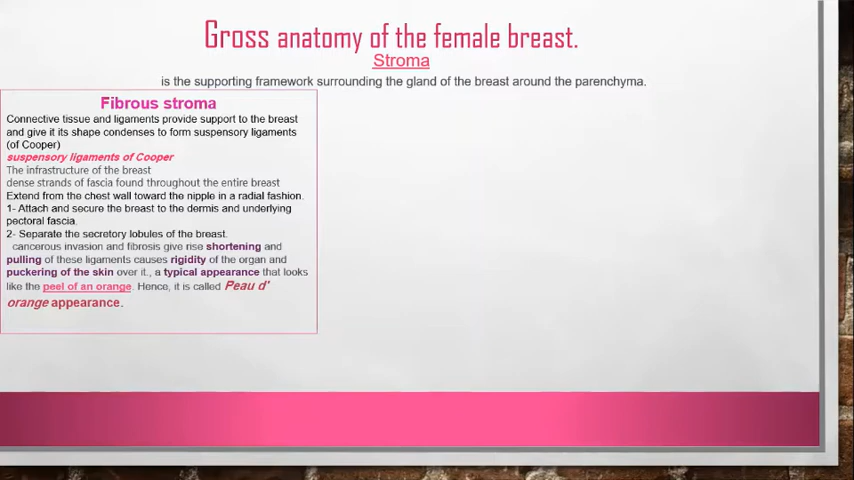 Gross anatomy of the female breast.
Stroma
is the supporting framework surrounding the gland of the breast around the parenchyma.
Fibrous stroma
Connective tissue and ligaments provide support to the breast
and give it its shape condenses to form suspensory ligaments
(of Cooper)
suspensory ligaments of Cooper
The infrastructure of the breast
dense strands of fascia found throughout the entire breast
Extend from the chest wall toward the nipple in a radial fashion.
1- Attach and secure the breast to the dermis and underlying
pectoral fascia.
2- Separate the secretory lobules of the breast.
cancerous invasion and fibrosis give rise shortening and
pulling of these ligaments causes rigidity of the organ and
puckering of the skin over it., a typical appearance that looks
like the peel of an orange. Hence, it is called Peau d'
orange appearance.